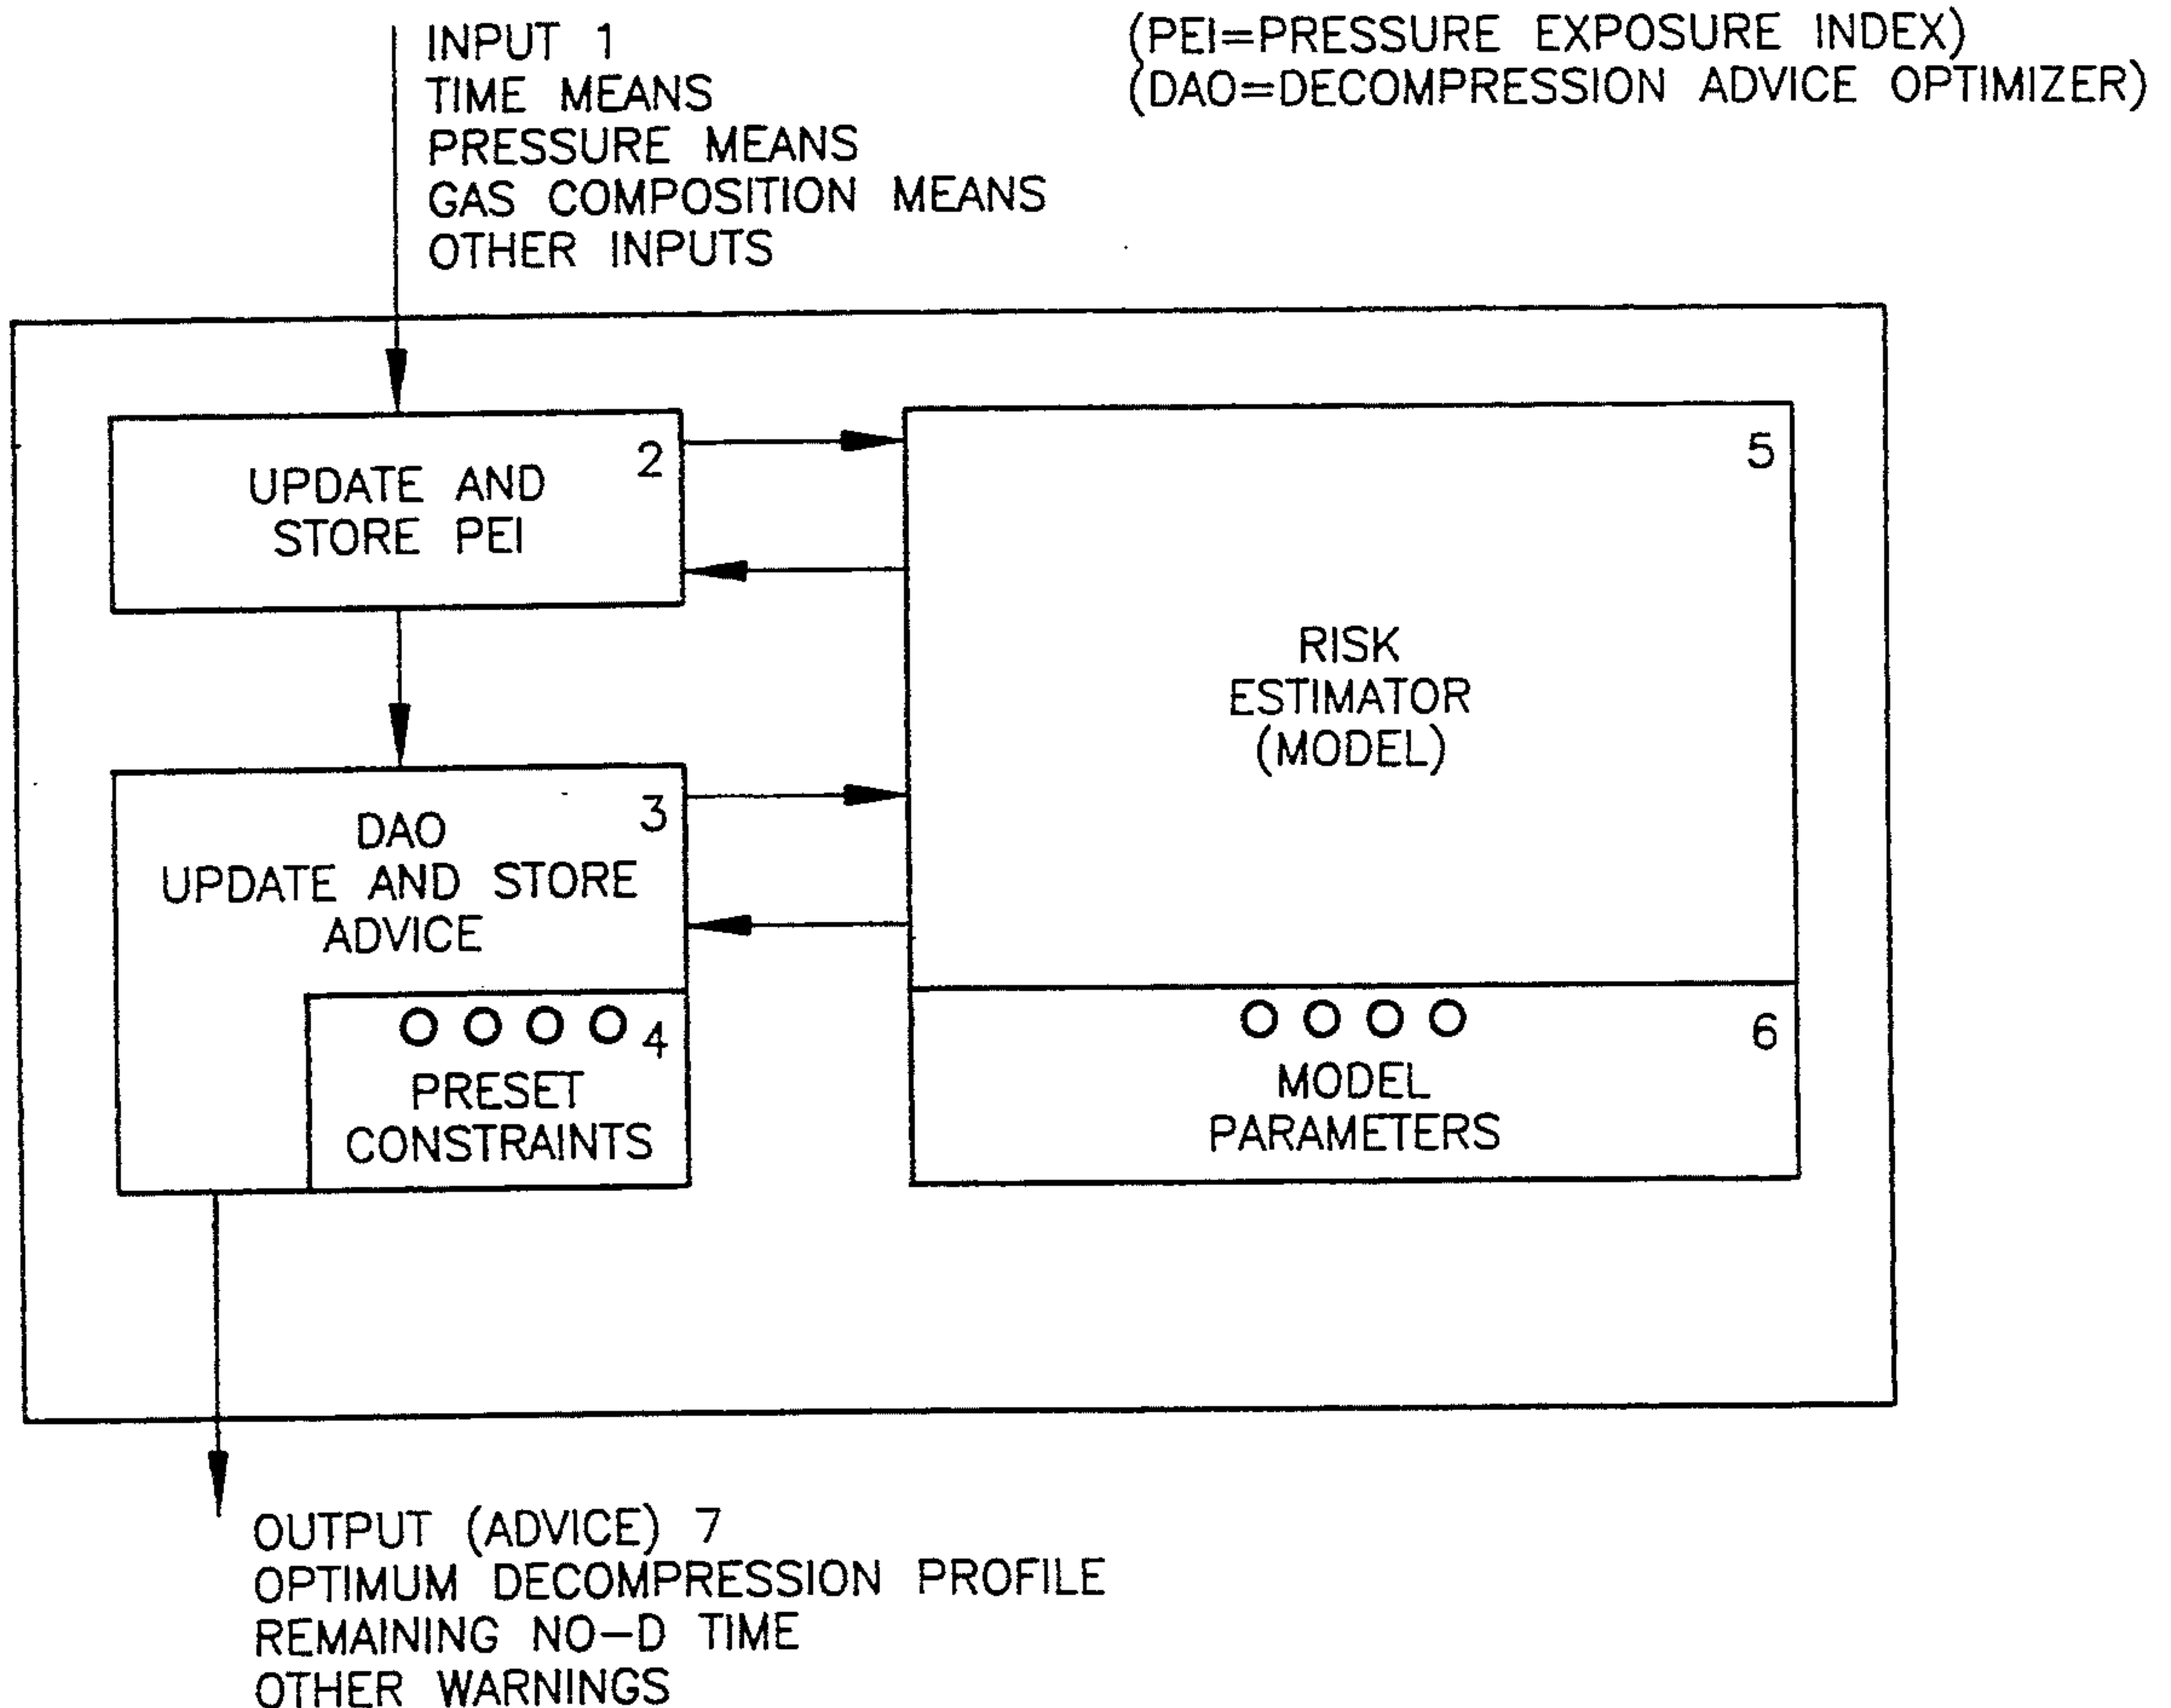 INPUT 1
TIME MEANS
PRESSURE MEANS
GAS COMPOSITION MEANS
OTHER INPUTS
(PEI=PRESSURE EXPOSURE INDEX)
(DAO=DECOMPRESSION ADVICE OPTIMIZER)
2
UPDATE AND
STORE PEI
5
RISK
ESTIMATOR
(MODEL)
3
DAO
UPDATE AND STORE
ADVICE
4
PRESET
CONSTRAINTS
6
MODEL
PARAMETERS
OUTPUT (ADVICE) 7
OPTIMUM DECOMPRESSION PROFILE
REMAINING NO-D TIME
OTHER WARNINGS